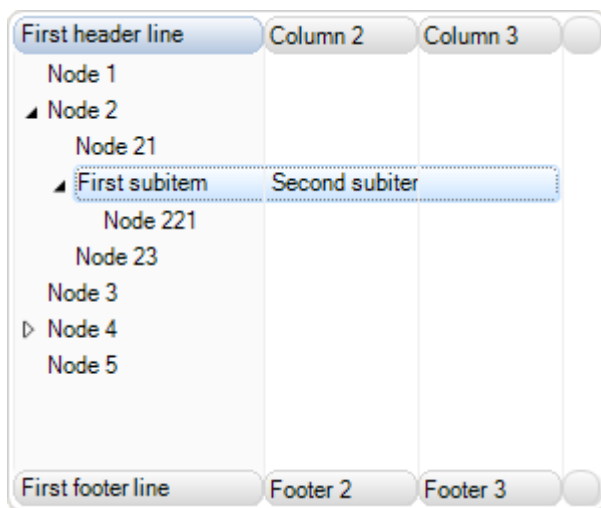 First header line Column 2 Column 3
Node 1
Node 2
Node 21
First subitem Second subiter
Node 221
Node 23
Node 3
Node 4
Node 5
First footer line Footer 2 Footer 3